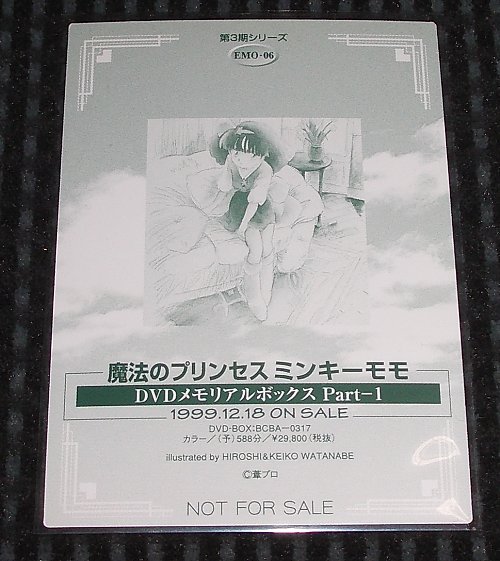 第3期シリーズ
EMO-06
魔法のプリンセス ミンキーモモ
DVDメモリアルボックス Part-1
1999.12.18 ON SALE
DVD-BOX:BCBA-0317
カラー/(予)588分/¥29,800(税抜)
illustrated by HIROSHI&KEIKO WATANABE
©葦プロ
NOT FOR SALE